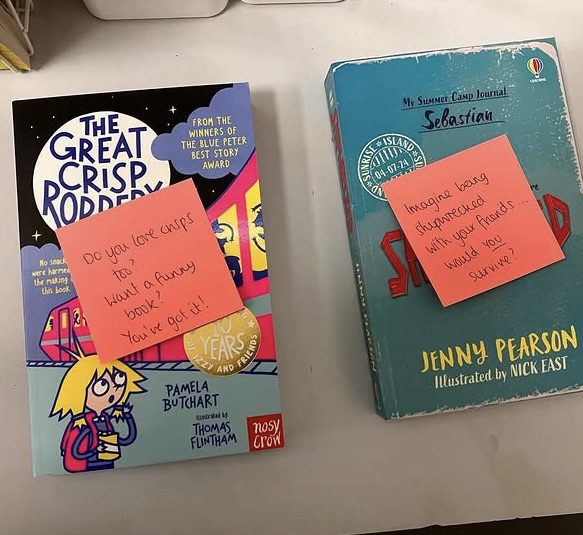 THE
GREAT
CRISP
ROBBERY
FROM THE
WINNERS OF
THE BLUE PETER
BEST STORY
AWARD
No snacks
were harmed
the making
this book
Do you love crisps
too?
Want a funny
book?
You've got it!
10
YEARS
OF IZZY AND FRIENDS
PAMELA
BUTCHART
Illustrated by
THOMAS
FLINTHAM
nosy
crow
USBORNE
My Summer Camp Journal
Sebastian
SUNRISE ISLAND
04-07-24
Imagine being
shipwrecked
with your friends...
would you
survive?
JENNY PEARSON
Illustrated by NICK EAST